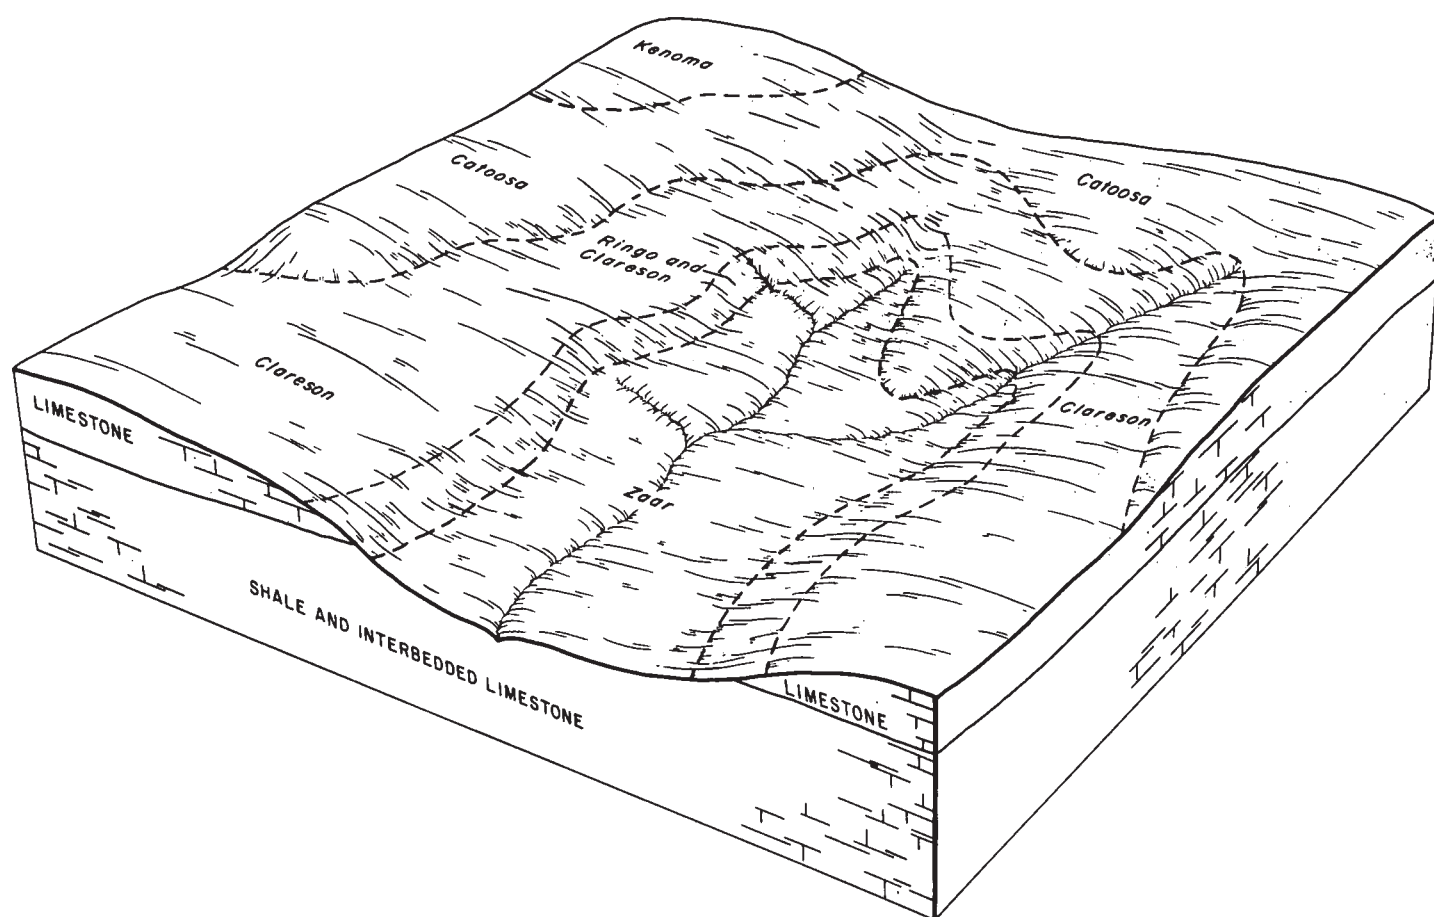 Kenoma
Catoosa
Catoosa
Ringo and
Clareson
Clareson
Clareson
LIMESTONE
Zaar
SHALE AND INTERBEDDED LIMESTONE
LIMESTONE